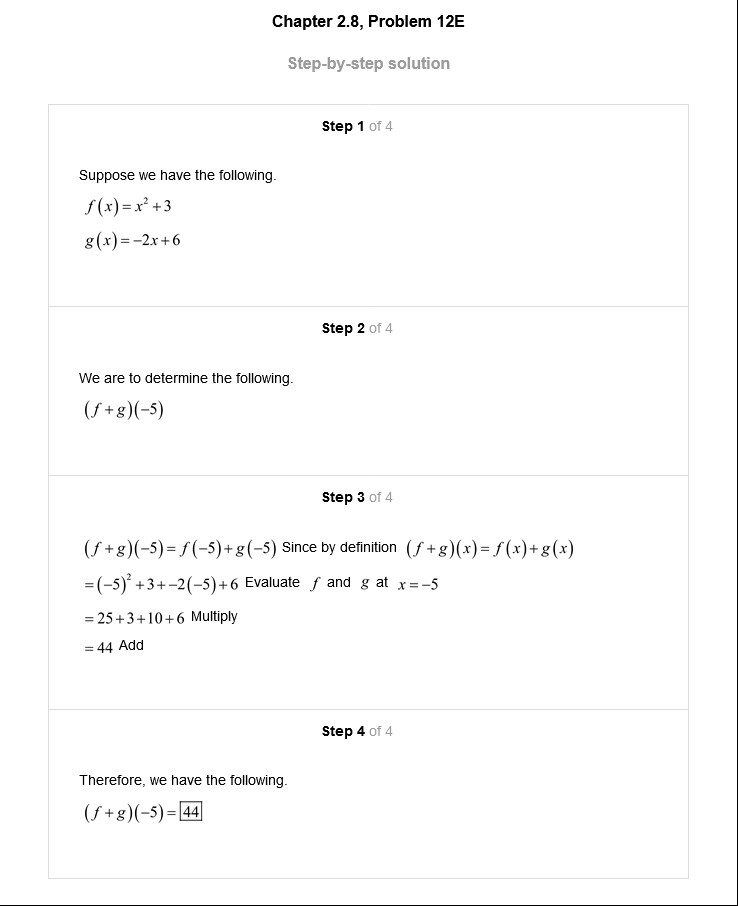 Chapter 2.8, Problem 12E
Step-by-step solution
Step 1 of 4
Suppose we have the following.
f(x)=x²+3
g(x)=−2x+6
Step 2 of 4
We are to determine the following.
(f+g)(−5)
Step 3 of 4
(f+g)(−5)=f(−5)+g(−5) Since by definition (f+g)(x)=f(x)+g(x)
=(−5)²+3+−2(−5)+6 Evaluate f and g at x=−5
=25+3+10+6 Multiply
=44 Add
Step 4 of 4
Therefore, we have the following.
(f+g)(−5)=44